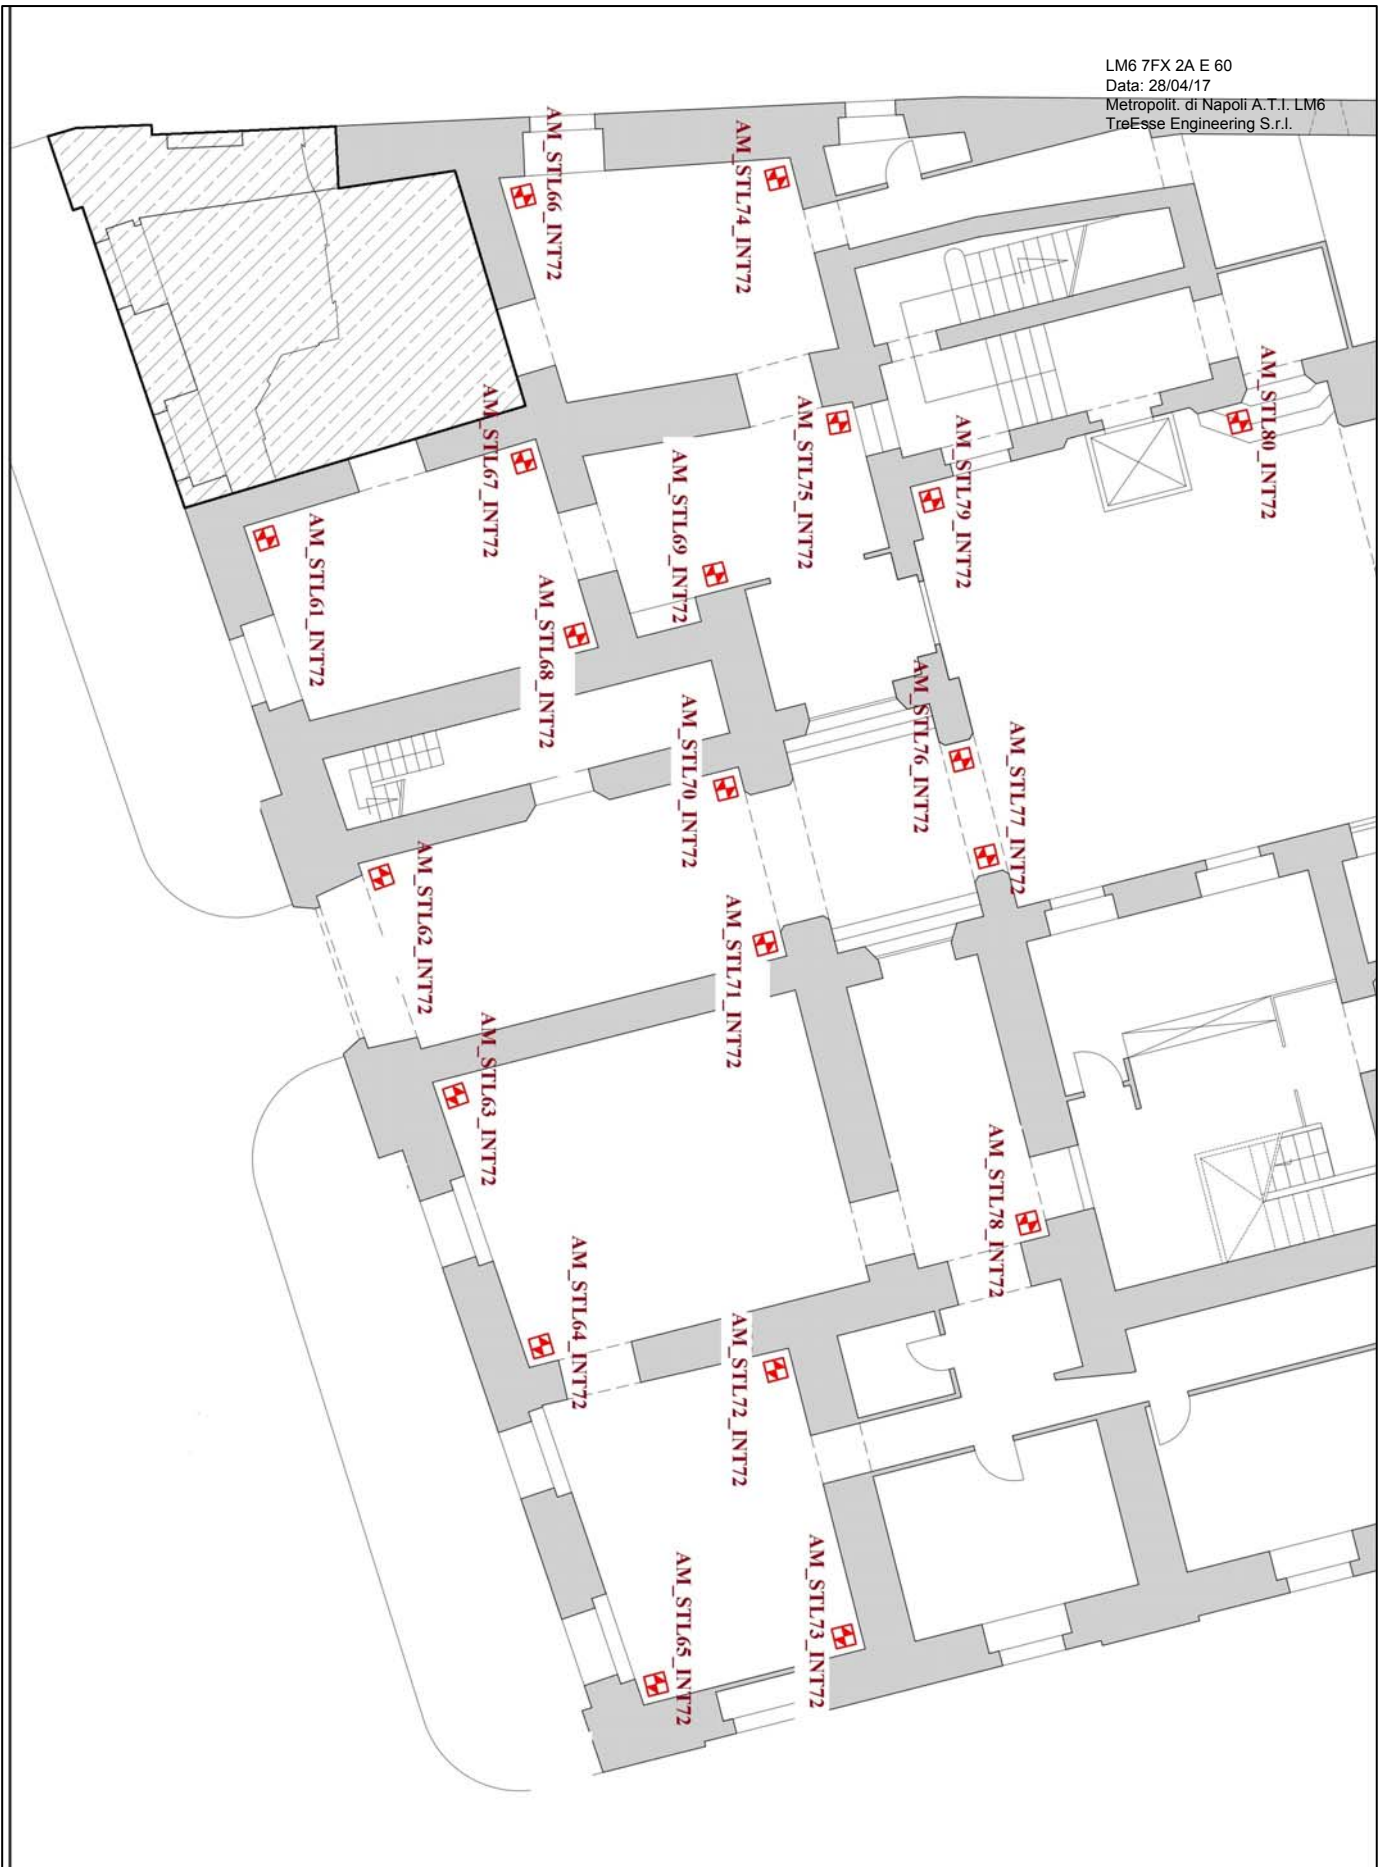 LM6 7FX 2A E 60
Data: 28/04/17
Metropolit. di Napoli A.T.I. LM6
TreEsse Engineering S.r.l.
AM_STL66_INT72
AM_STL74_INT72
AM_STL80_INT72
AM_STL67_INT72
AM_STL75_INT72
AM_STL79_INT72
AM_STL69_INT72
AM_STL61_INT72
AM_STL68_INT72
AM_STL76_INT72
AM_STL70_INT72
AM_STL77_INT72
AM_STL62_INT72
AM_STL71_INT72
AM_STL63_INT72
AM_STL78_INT72
AM_STL64_INT72
AM_STL72_INT72
AM_STL73_INT72
AM_STL65_INT72